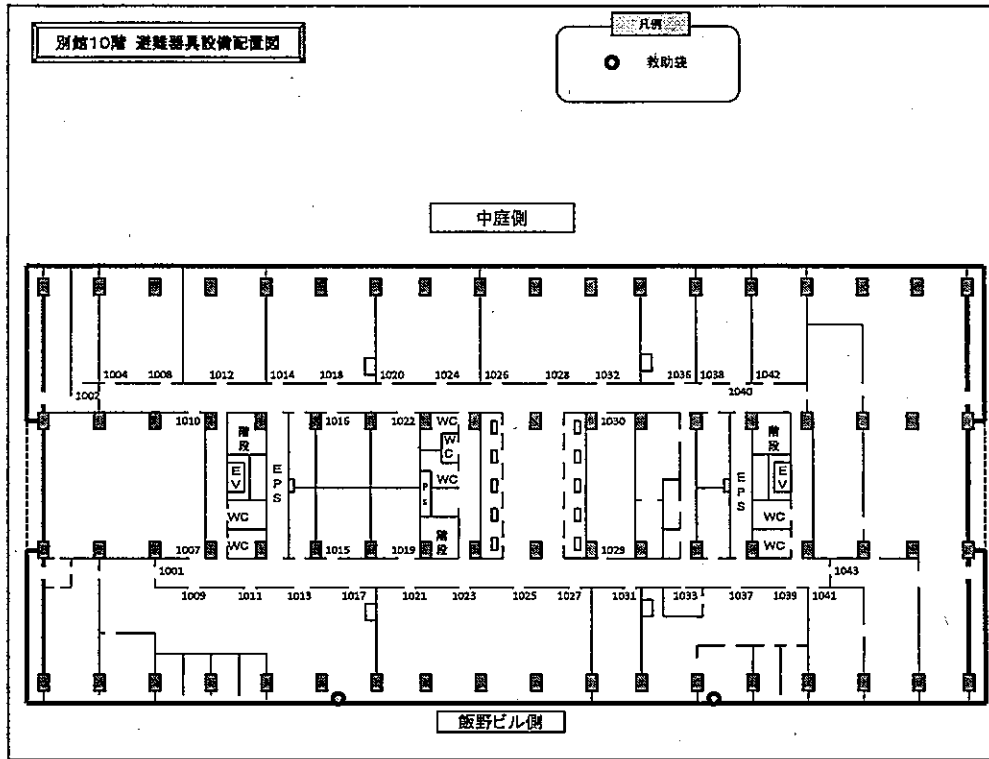 別館10階 避難器具設備配置図
凡例
救助袋
中庭側
1004 1008 1012 1014 1018 1020 1024 1026 1028 1032 1036 1038 1042
1002 1040
1010 1016 1022 WC 1030
階段 WC 階段
EV EPS WC EPS EV
PS
WC WC
WC 階段 WC
1007 1015 1019 1029
1001 1043
1009 1011 1013 1017 1021 1023 1025 1027 1031 1033 1037 1039 1041
飯野ビル側